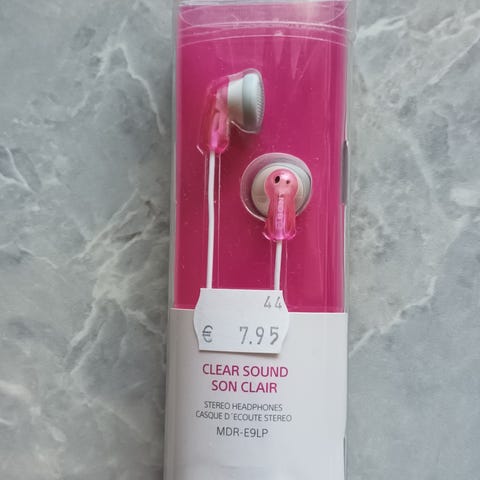 44
€ 7.95
CLEAR SOUND
SON CLAIR
STEREO HEADPHONES
CASQUE D´ECOUTE STEREO
MDR-E9LP